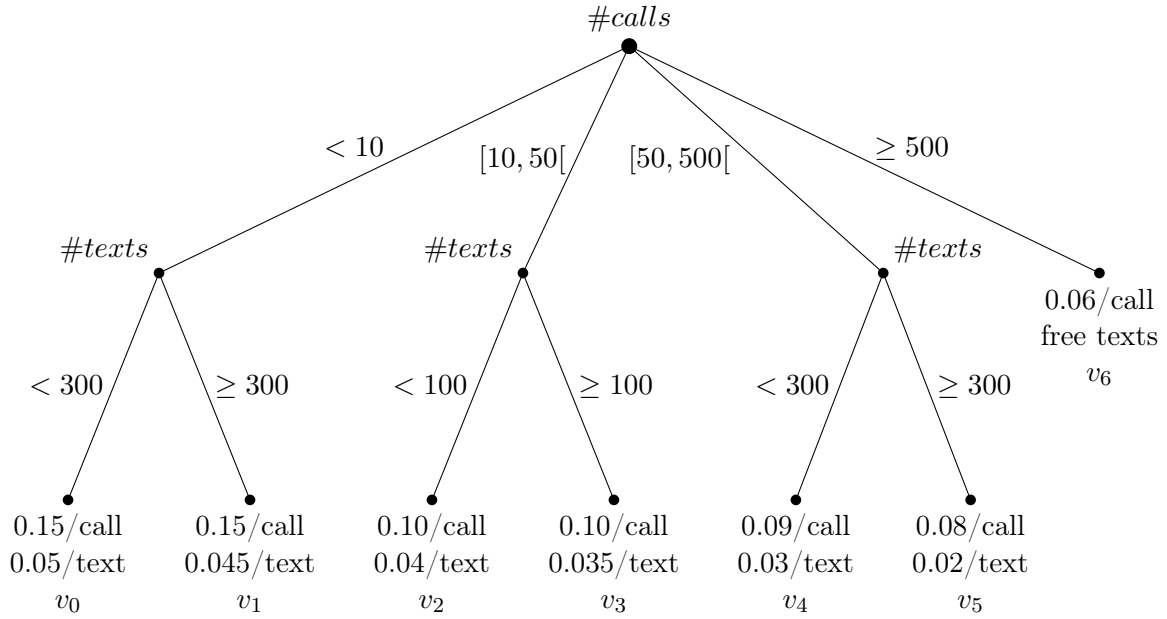 #calls
< 10
[10, 50[
[50, 500[
≥ 500
#texts
#texts
#texts
0.06/call
free texts
v6
< 300
≥ 300
< 100
≥ 100
< 300
≥ 300
0.15/call
0.05/text
v0
0.15/call
0.045/text
v1
0.10/call
0.04/text
v2
0.10/call
0.035/text
v3
0.09/call
0.03/text
v4
0.08/call
0.02/text
v5